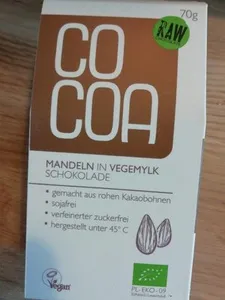 70g
RAW
CO
COA
MANDELN IN VEGEMYLK
SCHOKOLADE
• gemacht aus rohen Kakaobohnen
• sojafrei
• verfeinerter zuckerfrei
• hergestellt unter 45° C
vegan
PL-EKO-09